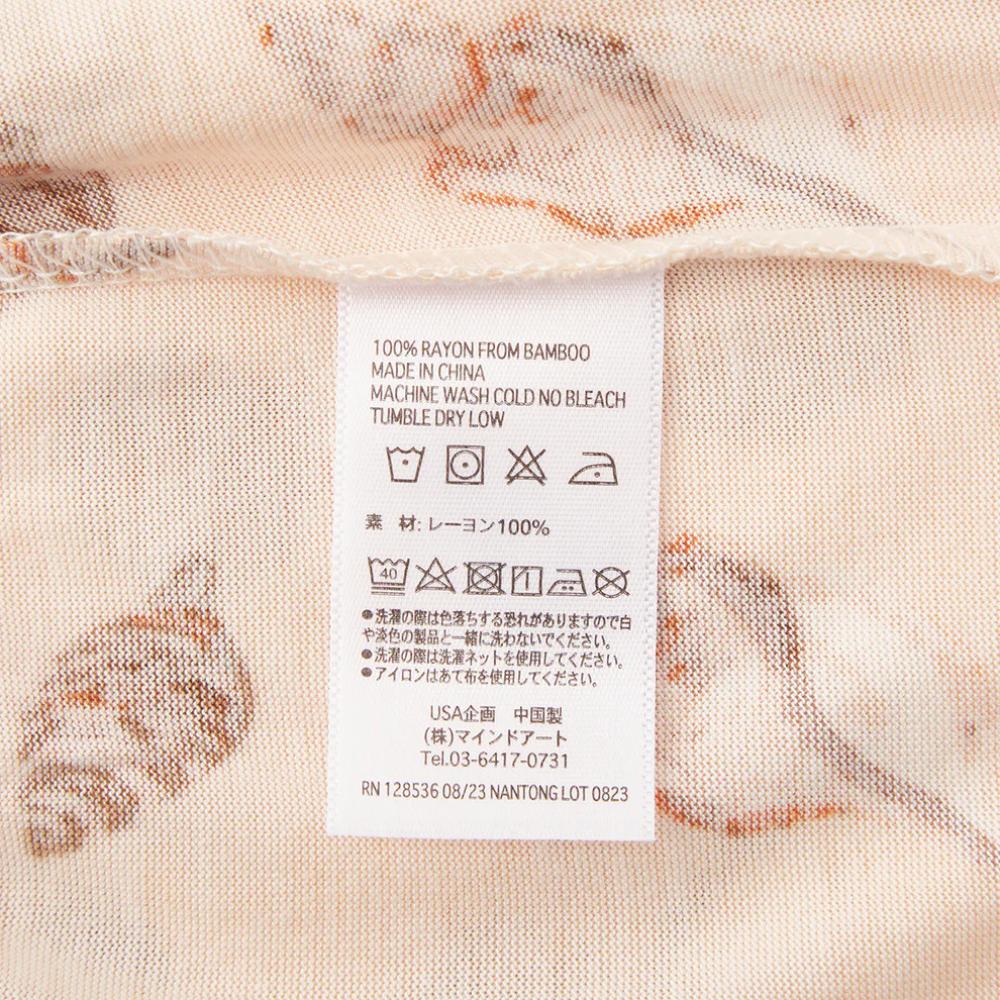 100% RAYON FROM BAMBOO
MADE IN CHINA
MACHINE WASH COLD NO BLEACH
TUMBLE DRY LOW
素 材: レーヨン100%
40
●洗濯の際は色落ちする恐れがありますので白
や淡色の製品と一緒に洗わないでください。
●洗濯の際は洗濯ネットを使用してください。
●アイロンはあて布を使用してください。
USA企画 中国製
(株)マインドアート
Tel.03-6417-0731
RN 128536 08/23 NANTONG LOT 0823